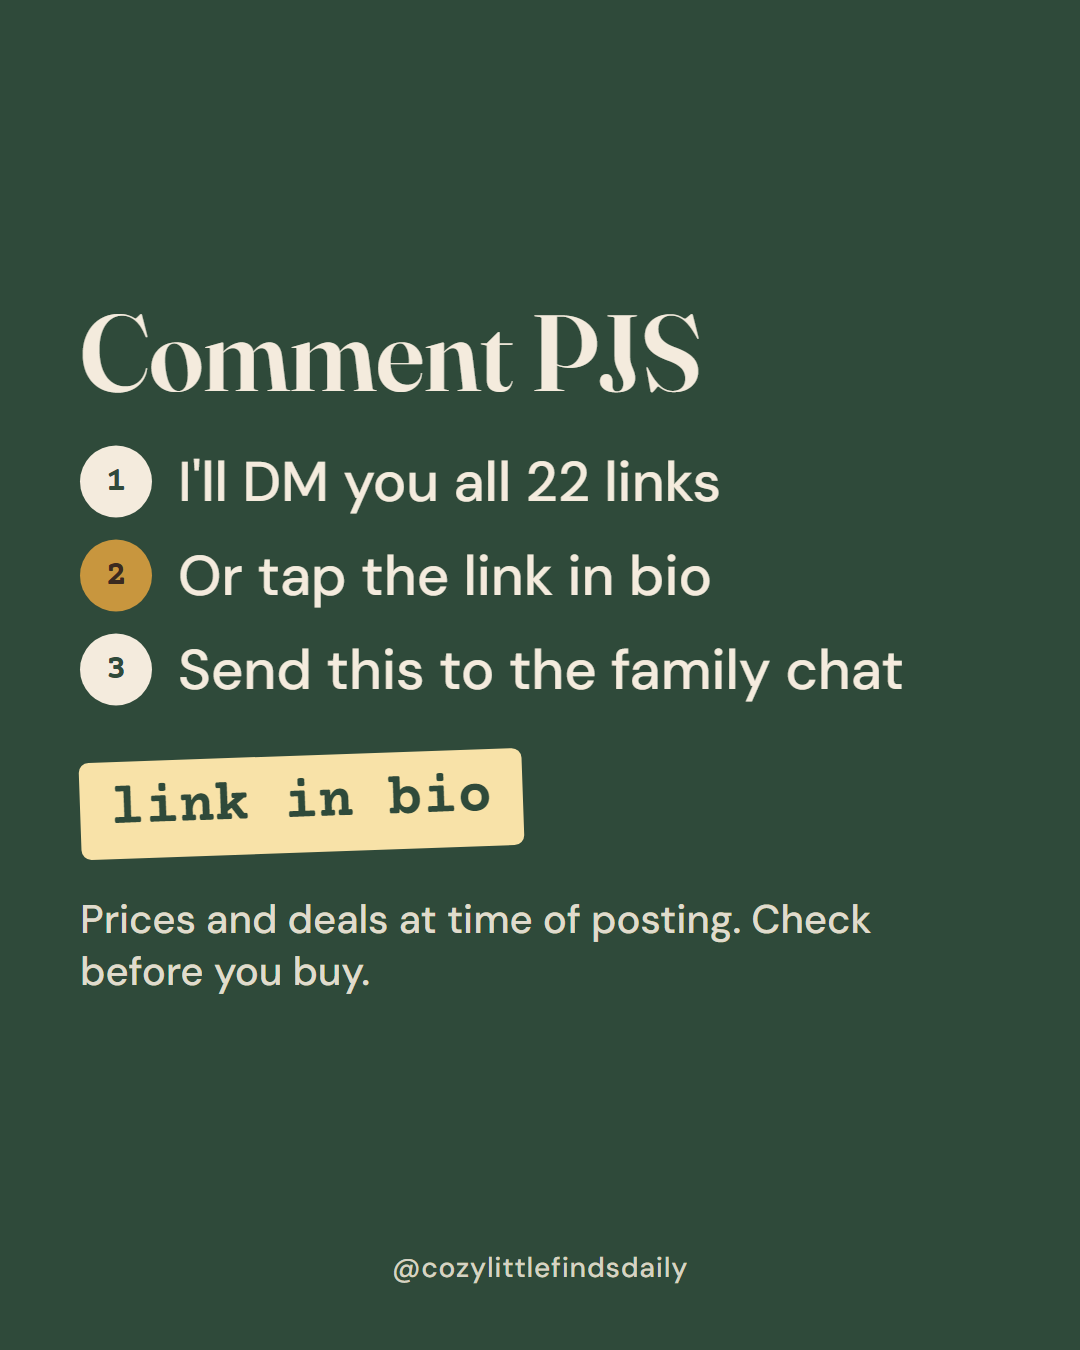 Comment PJS
1 I'll DM you all 22 links
2 Or tap the link in bio
3 Send this to the family chat
link in bio
Prices and deals at time of posting. Check
before you buy.
@cozylittlefindsdaily